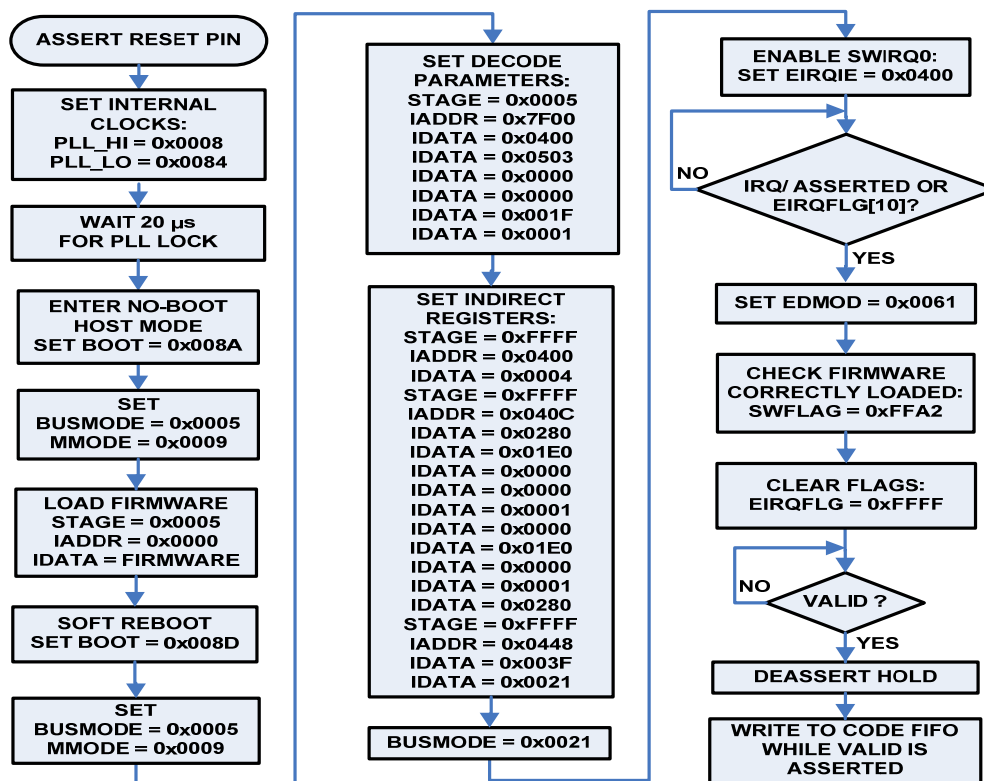 ASSERT RESET PIN
SET INTERNAL
CLOCKS:
PLL_HI = 0x0008
PLL_LO = 0x0084
WAIT 20 µs
FOR PLL LOCK
ENTER NO-BOOT
HOST MODE
SET BOOT = 0x008A
SET
BUSMODE = 0x0005
MMODE = 0x0009
LOAD FIRMWARE
STAGE = 0x0005
IADDR = 0x0000
IDATA = FIRMWARE
SOFT REBOOT
SET BOOT = 0x008D
SET
BUSMODE = 0x0005
MMODE = 0x0009
SET DECODE
PARAMETERS:
STAGE = 0x0005
IADDR = 0x7F00
IDATA = 0x0400
IDATA = 0x0503
IDATA = 0x0000
IDATA = 0x0000
IDATA = 0x001F
IDATA = 0x0001
SET INDIRECT
REGISTERS:
STAGE = 0xFFFF
IADDR = 0x0400
IDATA = 0x0004
STAGE = 0xFFFF
IADDR = 0x040C
IDATA = 0x0280
IDATA = 0x01E0
IDATA = 0x0000
IDATA = 0x0000
IDATA = 0x0001
IDATA = 0x0000
IDATA = 0x01E0
IDATA = 0x0000
IDATA = 0x0001
IDATA = 0x0280
STAGE = 0xFFFF
IADDR = 0x0448
IDATA = 0x003F
IDATA = 0x0021
BUSMODE = 0x0021
ENABLE SWIRQ0:
SET EIRQIE = 0x0400
NO
IRQ/ ASSERTED OR
EIRQFLG[10]?
YES
SET EDMOD = 0x0061
CHECK FIRMWARE
CORRECTLY LOADED:
SWFLAG = 0xFFA2
CLEAR FLAGS:
EIRQFLG = 0xFFFF
NO
VALID ?
YES
DEASSERT HOLD
WRITE TO CODE FIFO
WHILE VALID IS
ASSERTED